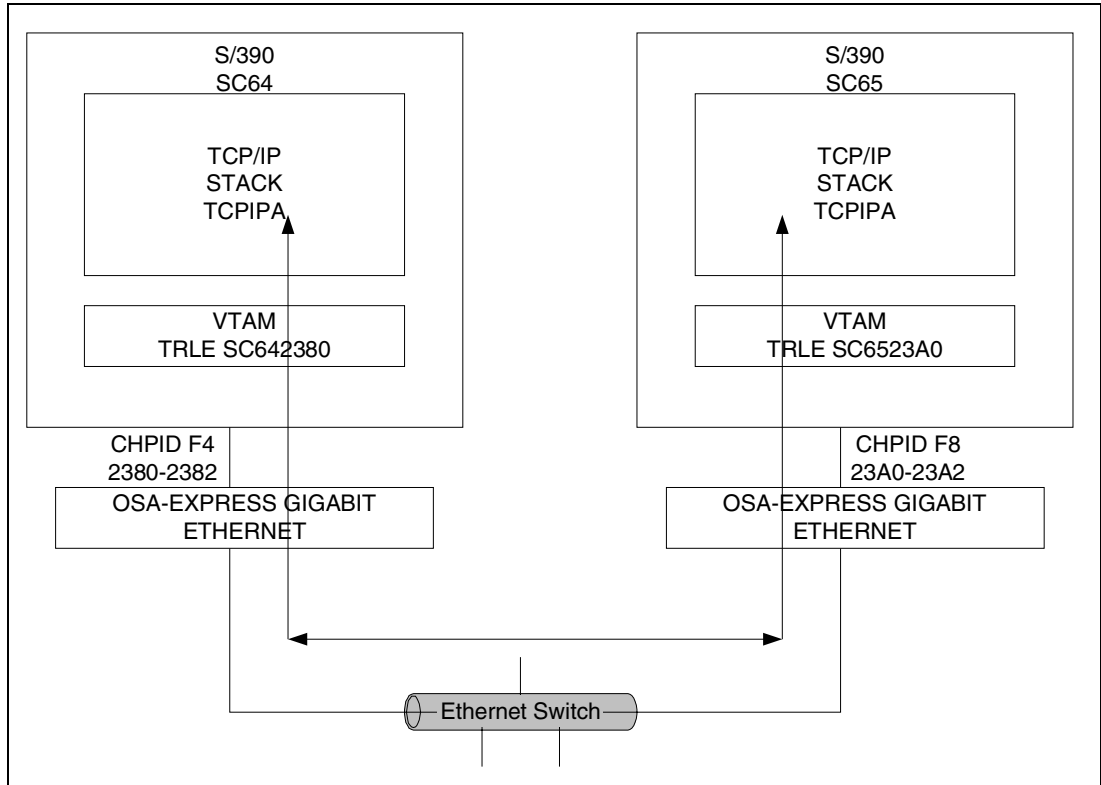 S/390
SC64
TCP/IP
STACK
TCPIPA
VTAM
TRLE SC642380
CHPID F4
2380-2382
OSA-EXPRESS GIGABIT
ETHERNET
S/390
SC65
TCP/IP
STACK
TCPIPA
VTAM
TRLE SC6523A0
CHPID F8
23A0-23A2
OSA-EXPRESS GIGABIT
ETHERNET
Ethernet Switch